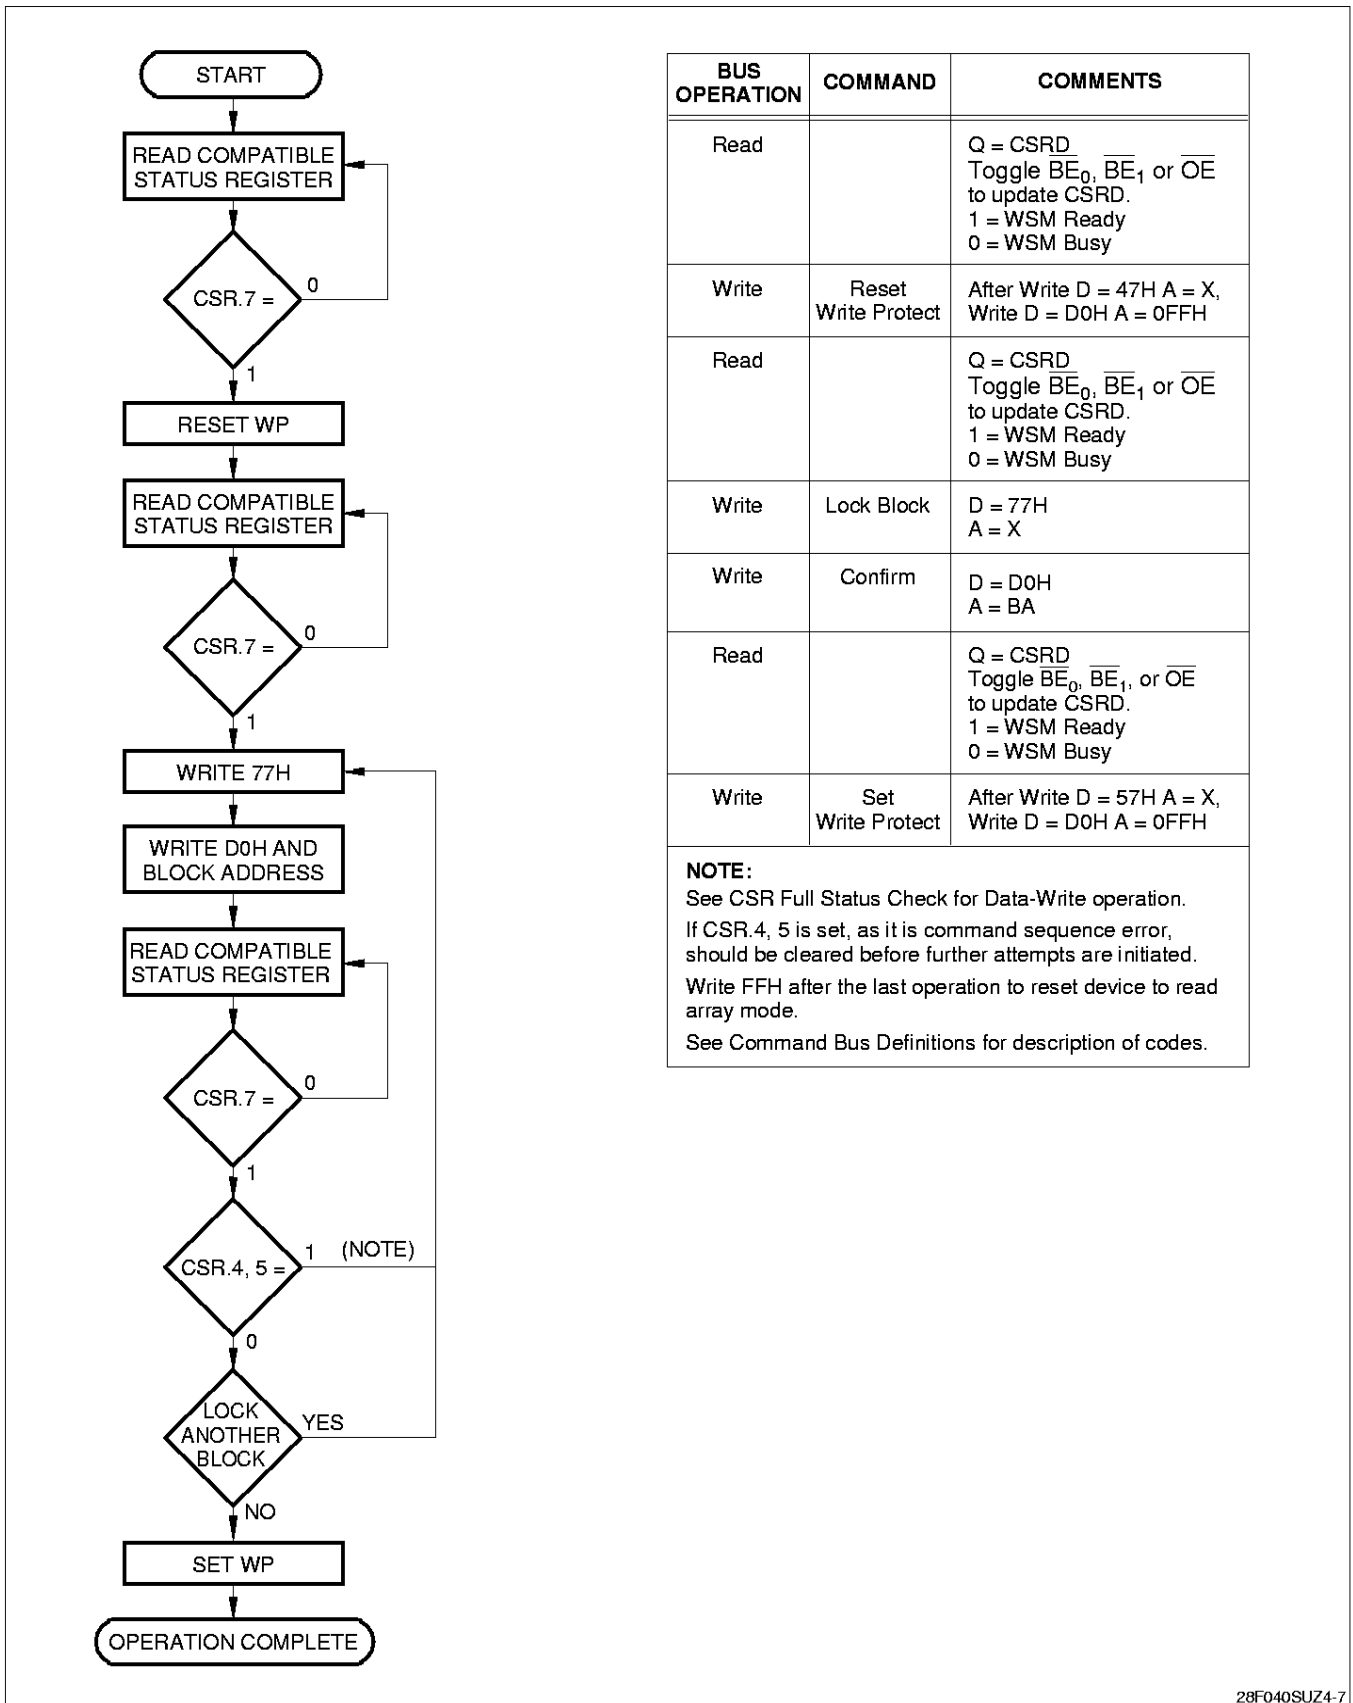 START
READ COMPATIBLE
STATUS REGISTER
CSR.7 =
0
1
RESET WP
READ COMPATIBLE
STATUS REGISTER
CSR.7 =
0
1
WRITE 77H
WRITE D0H AND
BLOCK ADDRESS
READ COMPATIBLE
STATUS REGISTER
CSR.7 =
0
1
CSR.4, 5 =
1 (NOTE)
0
LOCK
ANOTHER
BLOCK
YES
NO
SET WP
OPERATION COMPLETE
BUS
OPERATION
COMMAND
COMMENTS
Read
Q = CSRD
Toggle B̅E̅₀, B̅E̅₁ or O̅E̅
to update CSRD.
1 = WSM Ready
0 = WSM Busy
Write
Reset
Write Protect
After Write D = 47H A = X,
Write D = D0H A = 0FFH
Read
Q = CSRD
Toggle B̅E̅₀, B̅E̅₁ or O̅E̅
to update CSRD.
1 = WSM Ready
0 = WSM Busy
Write
Lock Block
D = 77H
A = X
Write
Confirm
D = D0H
A = BA
Read
Q = CSRD
Toggle B̅E̅₀, B̅E̅₁, or O̅E̅
to update CSRD.
1 = WSM Ready
0 = WSM Busy
Write
Set
Write Protect
After Write D = 57H A = X,
Write D = D0H A = 0FFH
NOTE:
See CSR Full Status Check for Data-Write operation.
If CSR.4, 5 is set, as it is command sequence error,
should be cleared before further attempts are initiated.
Write FFH after the last operation to reset device to read
array mode.
See Command Bus Definitions for description of codes.
28F040SUZ4-7